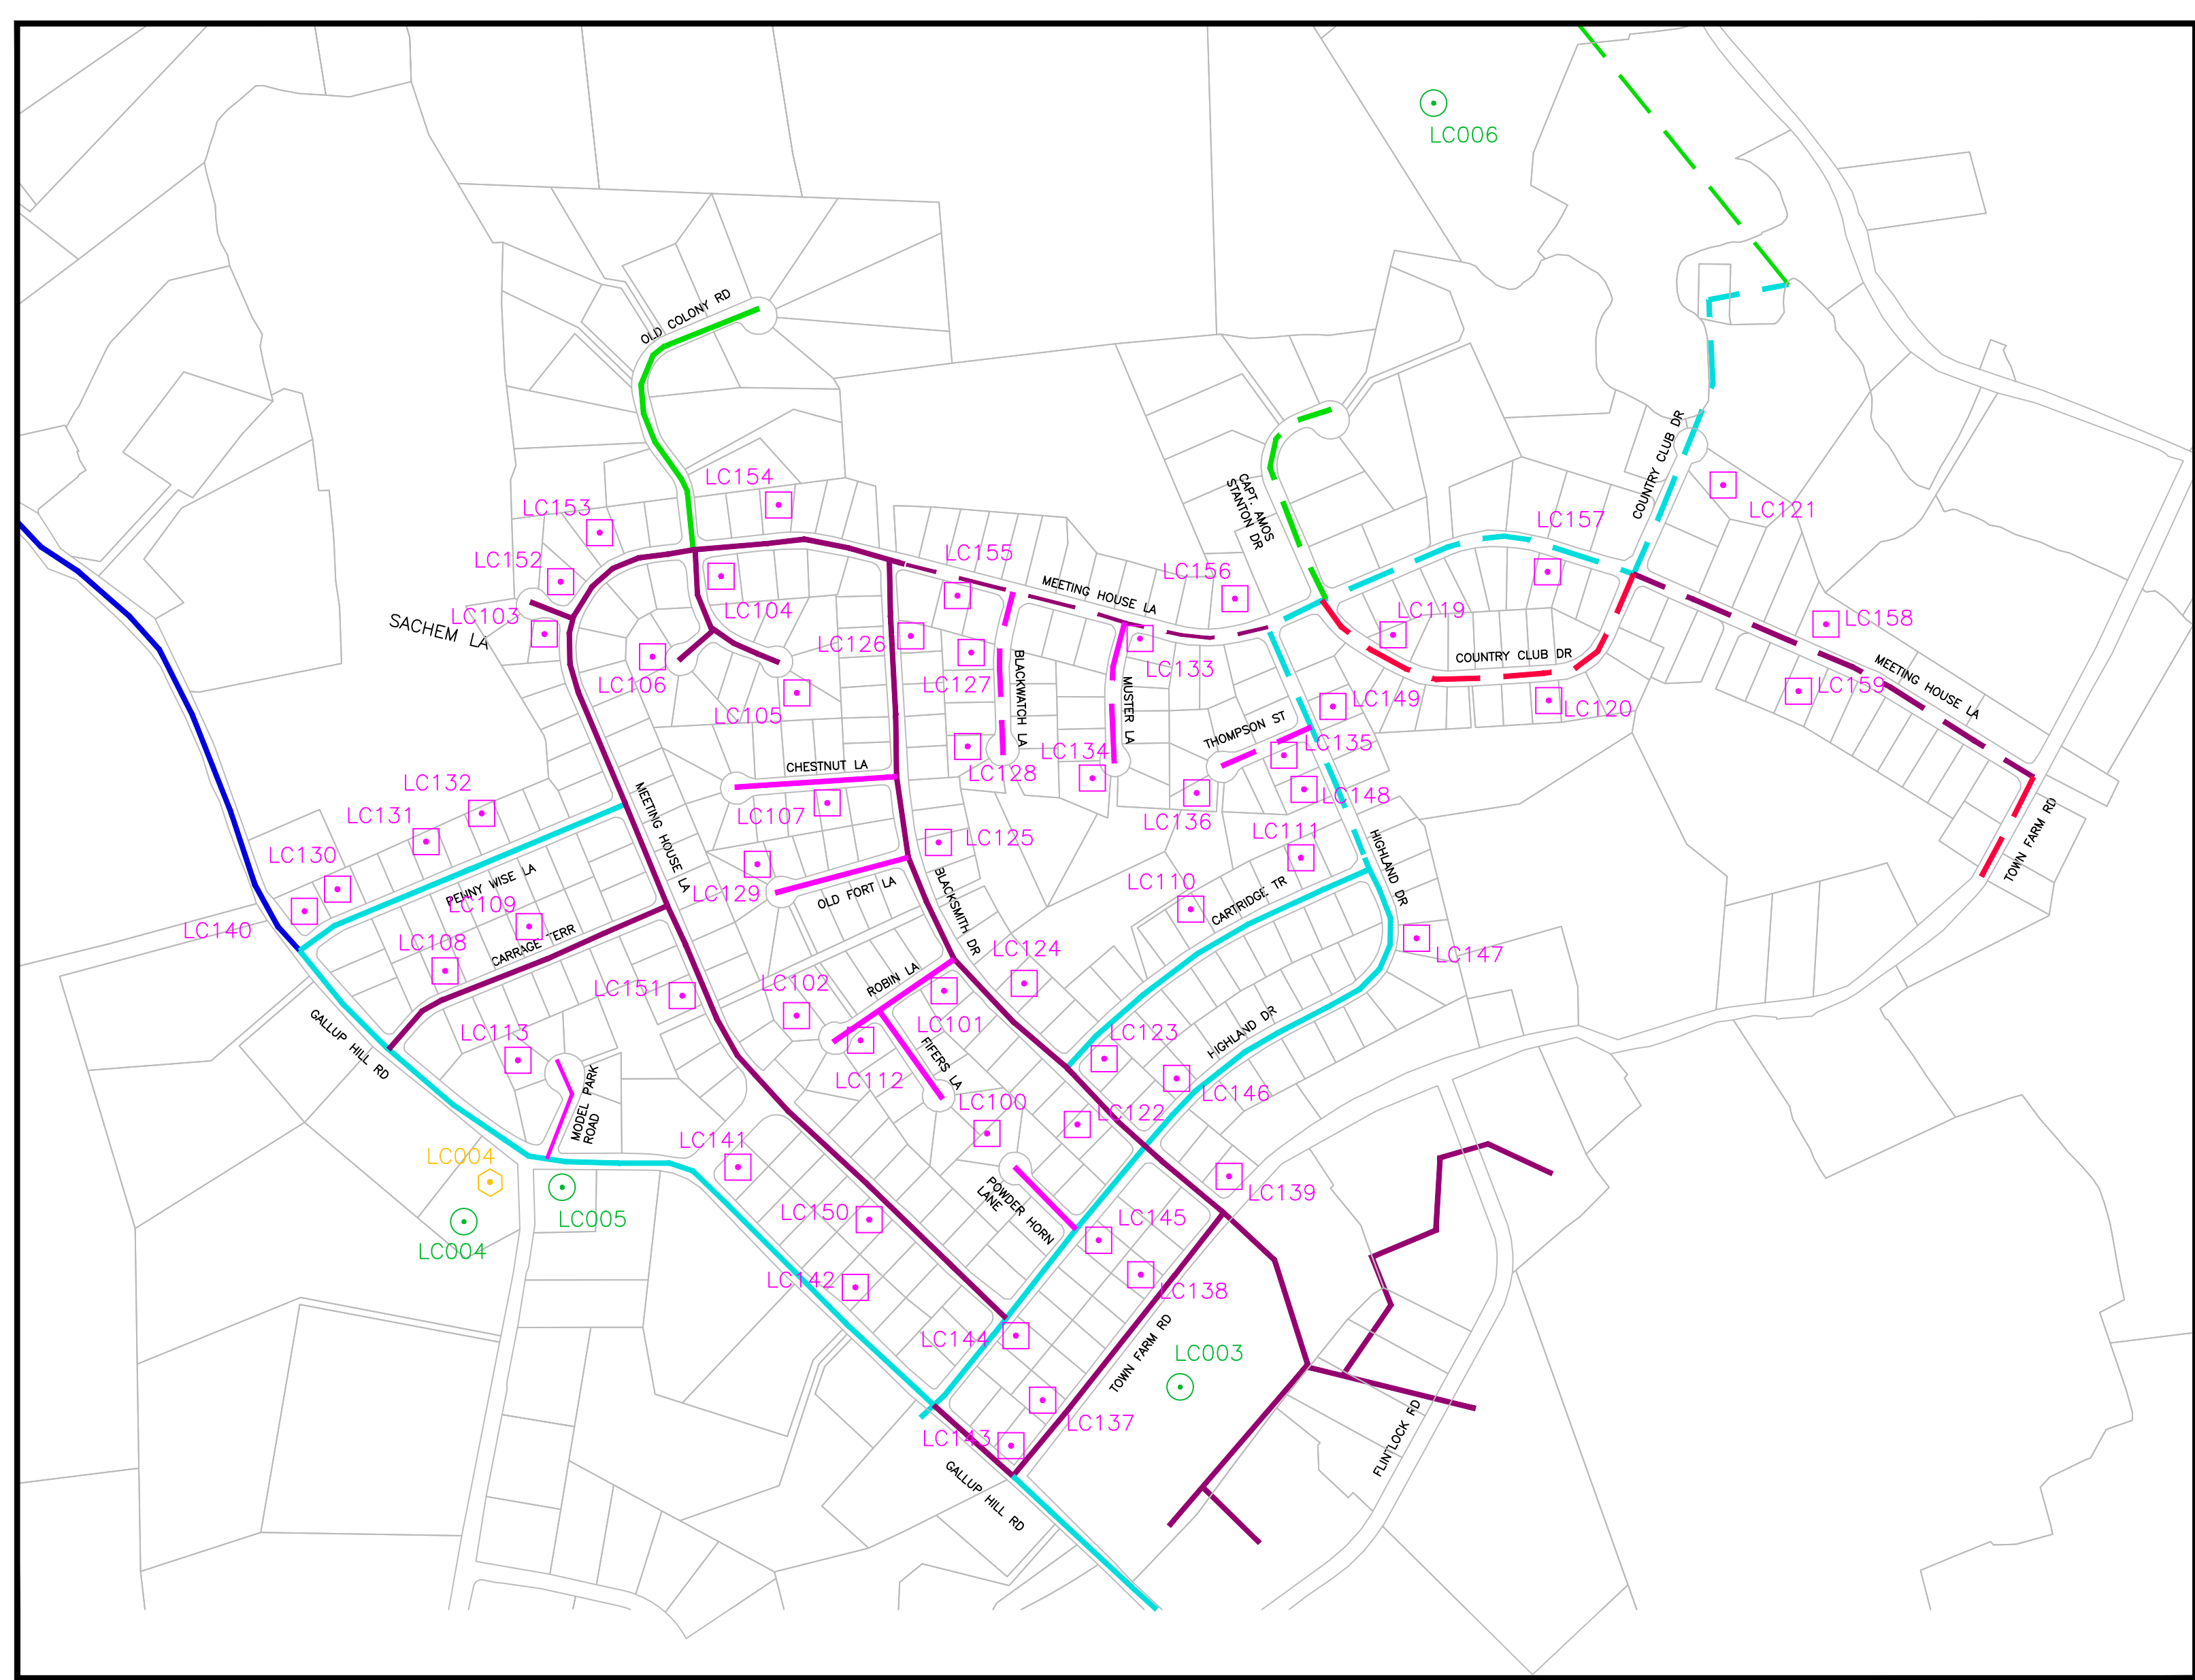 LC006
OLD COLONY RD
COUNTRY CLUB DR
LC154
LC121
CAPT. AMOS
STANTON DR
LC153
LC157
LC155
LC152
LC156
MEETING HOUSE LA
LC103
LC104
LC119
LC158
SACHEM LA
LC126
LC133
COUNTRY CLUB DR
MEETING HOUSE LA
LC106
LC127
BLACKWATCH LA
LC159
LC105
MUSTER LA
LC149
LC120
THOMPSON ST
LC134
LC135
CHESTNUT LA
LC128
LC132
LC148
LC131
MEETING HOUSE LA
LC107
LC136
LC111
TOWN FARM RD
LC130
LC125
HIGHLAND DR
PENNY WISE LA
LC129
OLD FORT LA
BLACKSMITH DR
LC110
CARTRIDGE TR
LC109
LC140
CARRAGE TERR
LC108
LC124
LC147
ROBIN LA
LC102
LC151
LC101
LC123
HIGHLAND DR
GALLUP HILL RD
LC113
FIFERS LA
LC112
LC146
MODEL PARK
ROAD
LC100
LC122
LC141
LC004
LC139
POWDER HORN
LANE
LC150
LC145
LC005
LC004
LC142
LC138
LC144
TOWN FARM RD
LC003
LC137
LC143
FLINTLOCK RD
GALLUP HILL RD